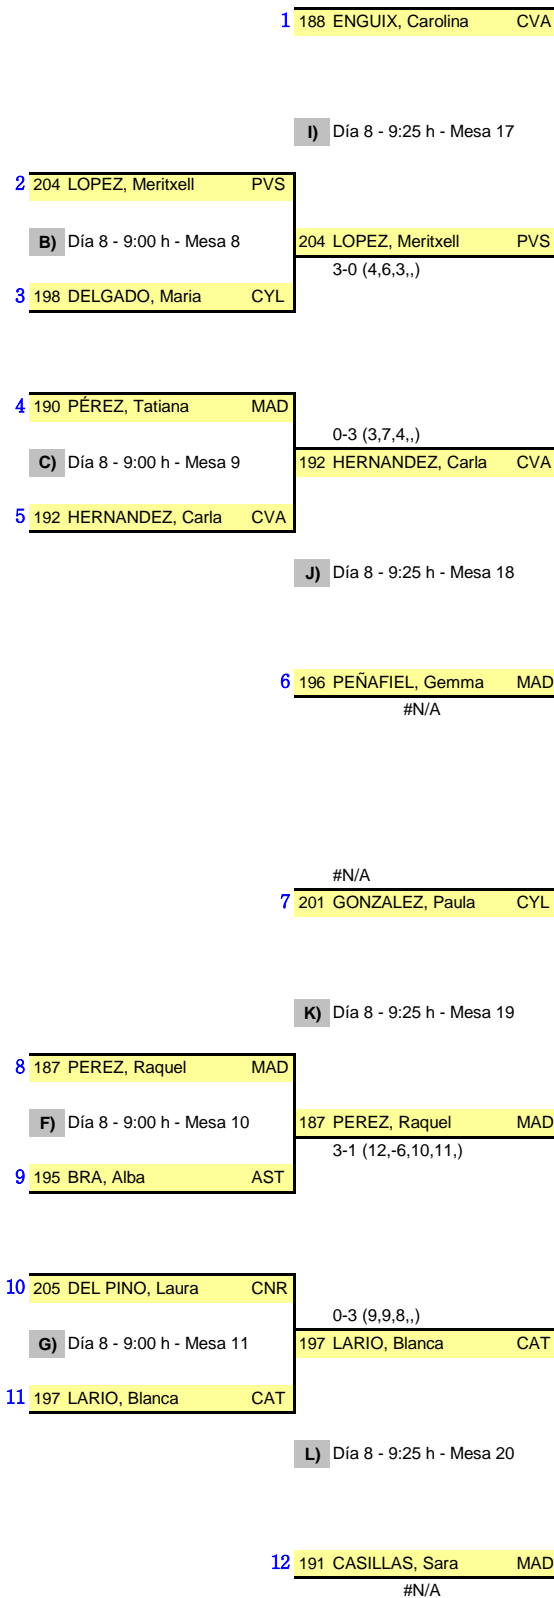 1 188 ENGUIX, Carolina CVA
I) Día 8 - 9:25 h - Mesa 17
2 204 LOPEZ, Meritxell PVS
B) Día 8 - 9:00 h - Mesa 8
204 LOPEZ, Meritxell PVS
3-0 (4,6,3,,)
3 198 DELGADO, Maria CYL
4 190 PÉREZ, Tatiana MAD
0-3 (3,7,4,,)
C) Día 8 - 9:00 h - Mesa 9
192 HERNANDEZ, Carla CVA
5 192 HERNANDEZ, Carla CVA
J) Día 8 - 9:25 h - Mesa 18
6 196 PEÑAFIEL, Gemma MAD
#N/A
#N/A
7 201 GONZALEZ, Paula CYL
K) Día 8 - 9:25 h - Mesa 19
8 187 PEREZ, Raquel MAD
F) Día 8 - 9:00 h - Mesa 10
187 PEREZ, Raquel MAD
3-1 (12,-6,10,11,)
9 195 BRA, Alba AST
10 205 DEL PINO, Laura CNR
0-3 (9,9,8,,)
G) Día 8 - 9:00 h - Mesa 11
197 LARIO, Blanca CAT
11 197 LARIO, Blanca CAT
L) Día 8 - 9:25 h - Mesa 20
12 191 CASILLAS, Sara MAD
#N/A